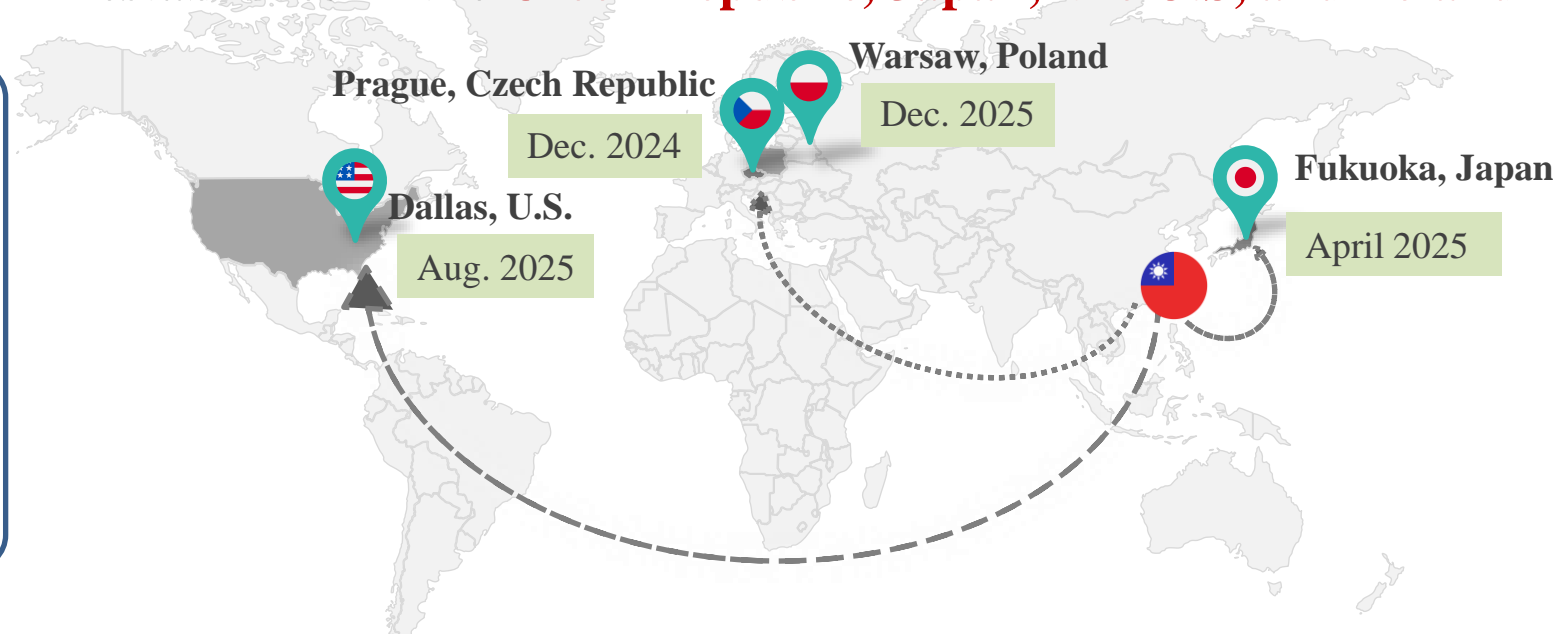 Warsaw, Poland
Prague, Czech Republic
Dec. 2025
Dec. 2024
Fukuoka, Japan
Dallas, U.S.
April 2025
Aug. 2025